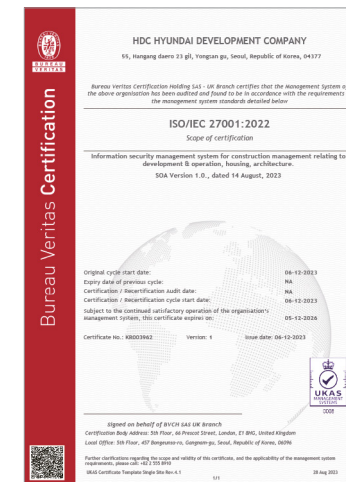 BUREAU
VERITAS
Bureau Veritas Certification
HDC HYUNDAI DEVELOPMENT COMPANY
55, Hangang daero 23 gil, Yongsan gu, Seoul, Republic of Korea, 04377
Bureau Veritas Certification Holding SAS - UK Branch certifies that the Management System o
the above organisation has been audited and found to be in accordance with the requirements
the management system standards detailed below
ISO/IEC 27001:2022
Scope of certification
Information security management system for construction management relating to
development & operation, housing, architecture.
SOA Version 1.0., dated 14 August, 2023
Original cycle start date: 06-12-2023
Expiry date of previous cycle: NA
Certification / Recertification Audit date: NA
Certification / Recertification cycle start date: 06-12-2023
Subject to the continued satisfactory operation of the organisation's
Management System, this certificate expires on: 05-12-2026
Certificate No.: KR003962 Version: 1 Issue date: 06-12-2023
UKAS
MANAGEMENT
SYSTEMS
0008
Signed on behalf of BVCH SAS UK Branch
Certification Body Address: 5th Floor, 66 Prescot Street, London, E1 8HG, United Kingdom
Local Office: 5th Floor, 457 Bongeunsa-ro, Gangnam-gu, Seoul, Republic of Korea, 06096
Further clarifications regarding the scope and validity of this certificate, and the applicability of the management system
requirements, please call: +82 2 555 8910
UKAS Certificate Template Single Site Rev.4.1 28 Aug 2023
1/1